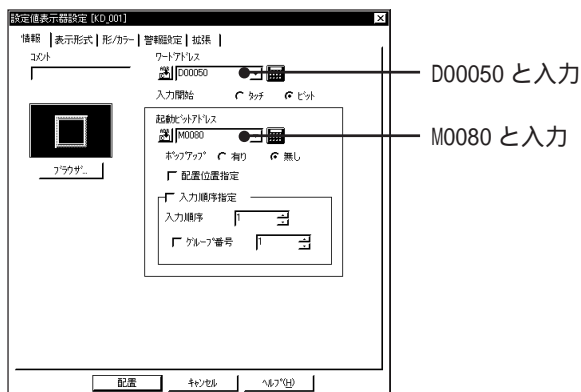 設定値表示器設定 [KD_001]
情報 表示形式 形/カラー 警報設定 拡張
コメント
ワードアドレス
D00050
D00050 と入力
入力開始 タッチ ビット
起動ビットアドレス
M0080
M0080 と入力
ポップアップ 有り 無し
ブラウザ..
配置位置指定
入力順序指定
入力順序 1
グループ番号 1
配置 キャンセル ヘルプ(H)